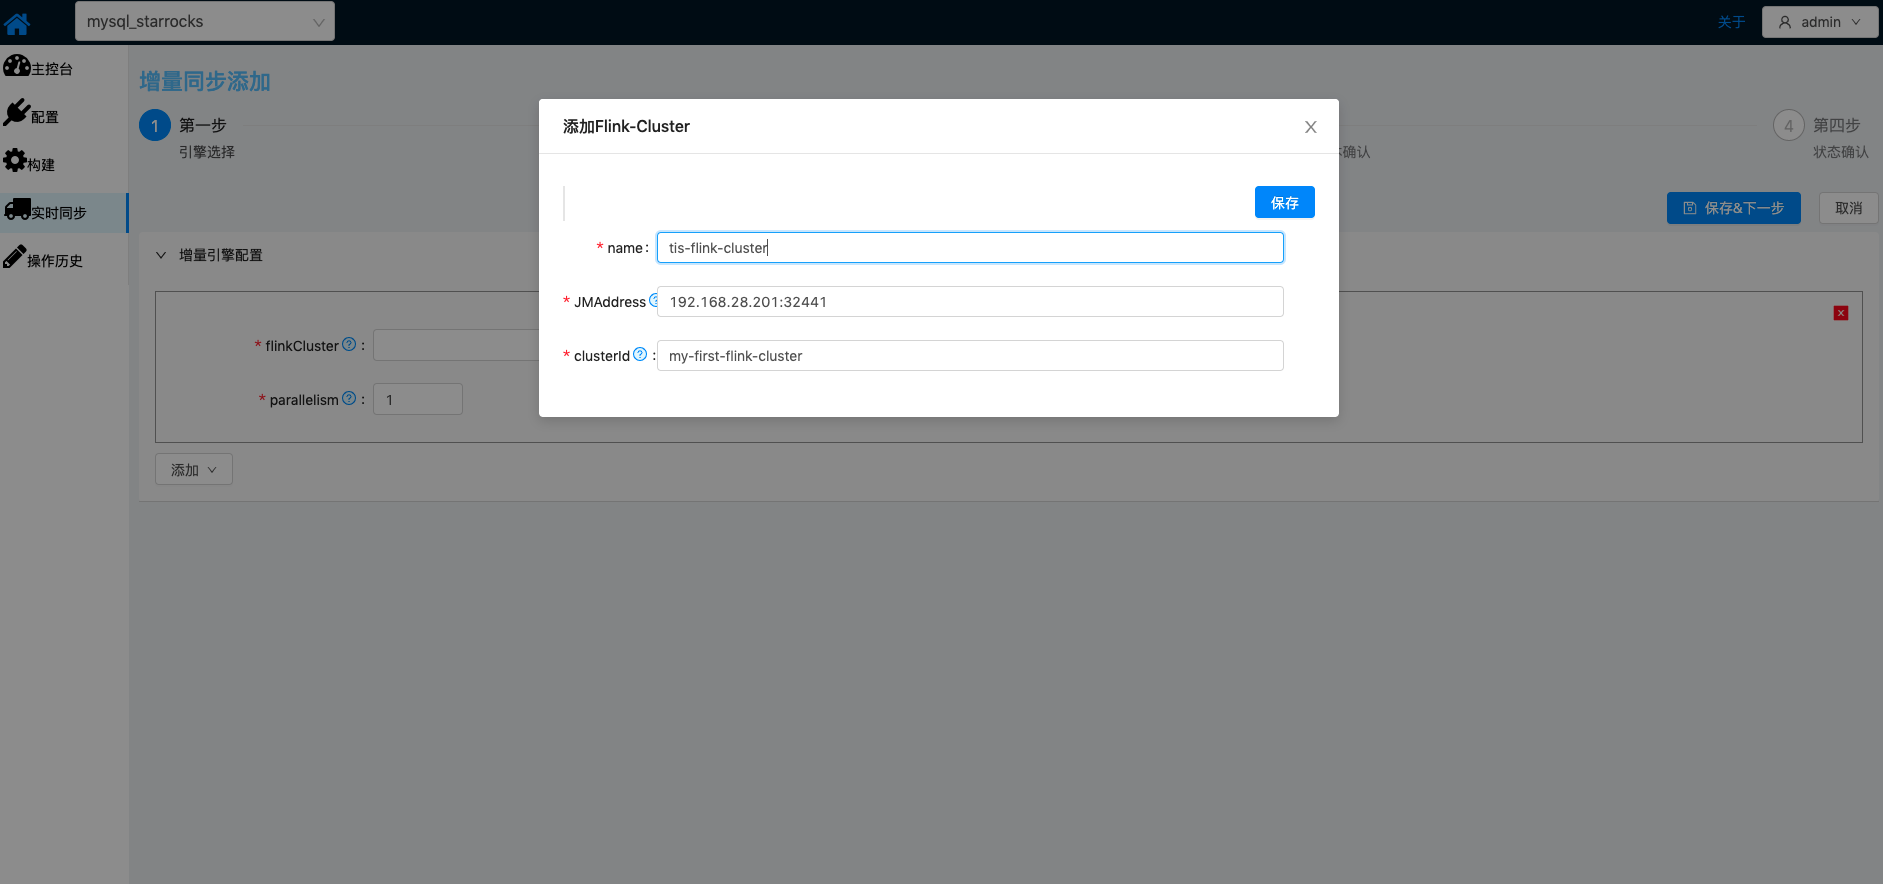 mysql_starrocks
关于
admin
主控台
配置
构建
实时同步
操作历史
增量同步添加
1
第一步
引擎选择
确认
4
第四步
状态确认
保存&下一步
取消
增量引擎配置
* flinkCluster ? :
* parallelism ? : 1
添加
添加Flink-Cluster
保存
* name : tis-flink-cluster
* JMAddress ? 192.168.28.201:32441
* clusterId ? : my-first-flink-cluster